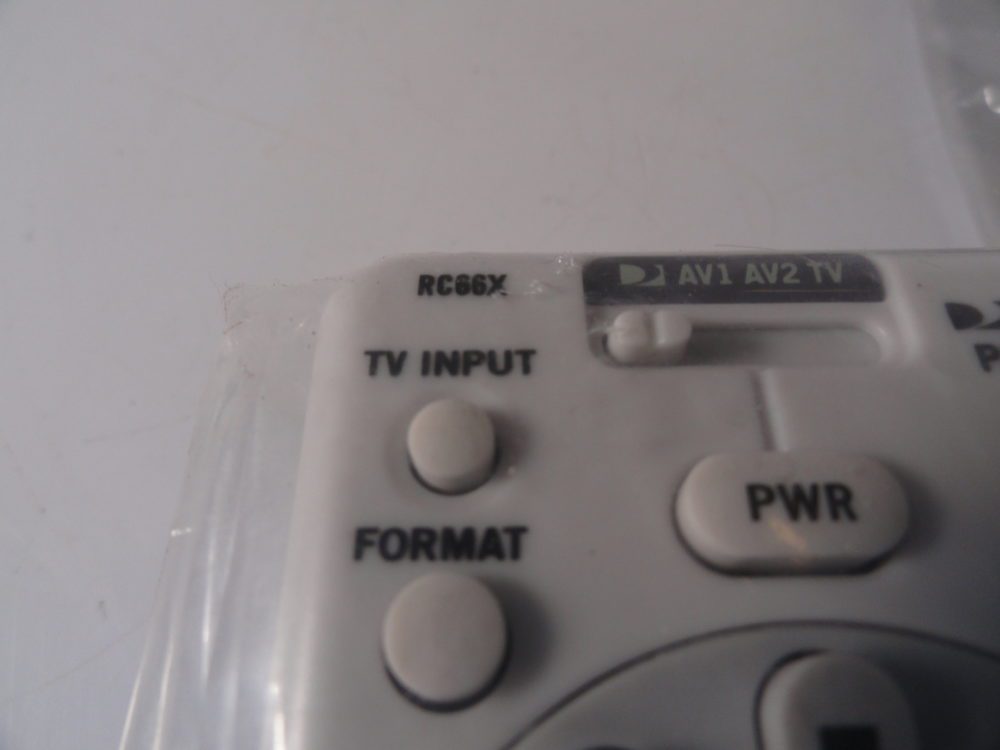 RC66X
AV1 AV2 TV
TV INPUT
PWR
FORMAT